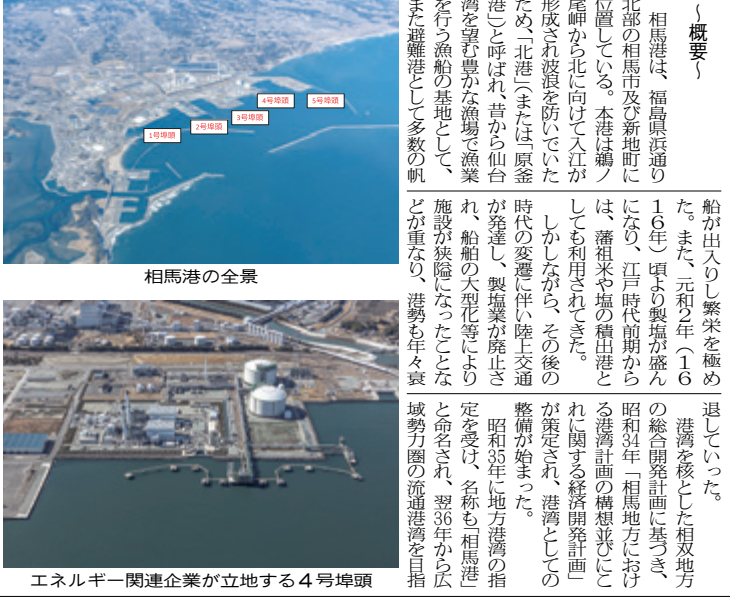 ～概要～
相馬港は、福島県浜通り
北部の相馬市及び新地町に
位置している。本港は鵜ノ
尾岬から北に向けて入江が
形成され波浪を防いでいた
ため、「北港」（または「原釜
港」）と呼ばれ、昔から仙台
湾を望む豊かな漁場で漁業
を行う漁船の基地として、
また避難港として多数の帆
船が出入りし繁栄を極め
た。また、元和２年（１６
１６年）頃より製塩が盛ん
になり、江戸時代前期から
は、藩祖米や塩の積出港と
しても利用されてきた。
しかしながら、その後の
時代の変遷に伴い陸上交通
が発達し、製塩業が廃止さ
れ、船舶の大型化等により
施設が狭隘になったことな
どが重なり、港勢も年々衰
退していった。
港湾を核とした相双地方
の総合開発計画に基づき、
昭和34年「相馬地方におけ
る港湾計画の構想並びにこ
れに関する経済開発計画」
が策定され、港湾としての
整備が始まった。
昭和35年に地方港湾の指
定を受け、名称も「相馬港」
と命名され、翌36年から広
域勢力圏の流通港湾を目指
1号埠頭
2号埠頭
3号埠頭
4号埠頭
5号埠頭
相馬港の全景
エネルギー関連企業が立地する４号埠頭